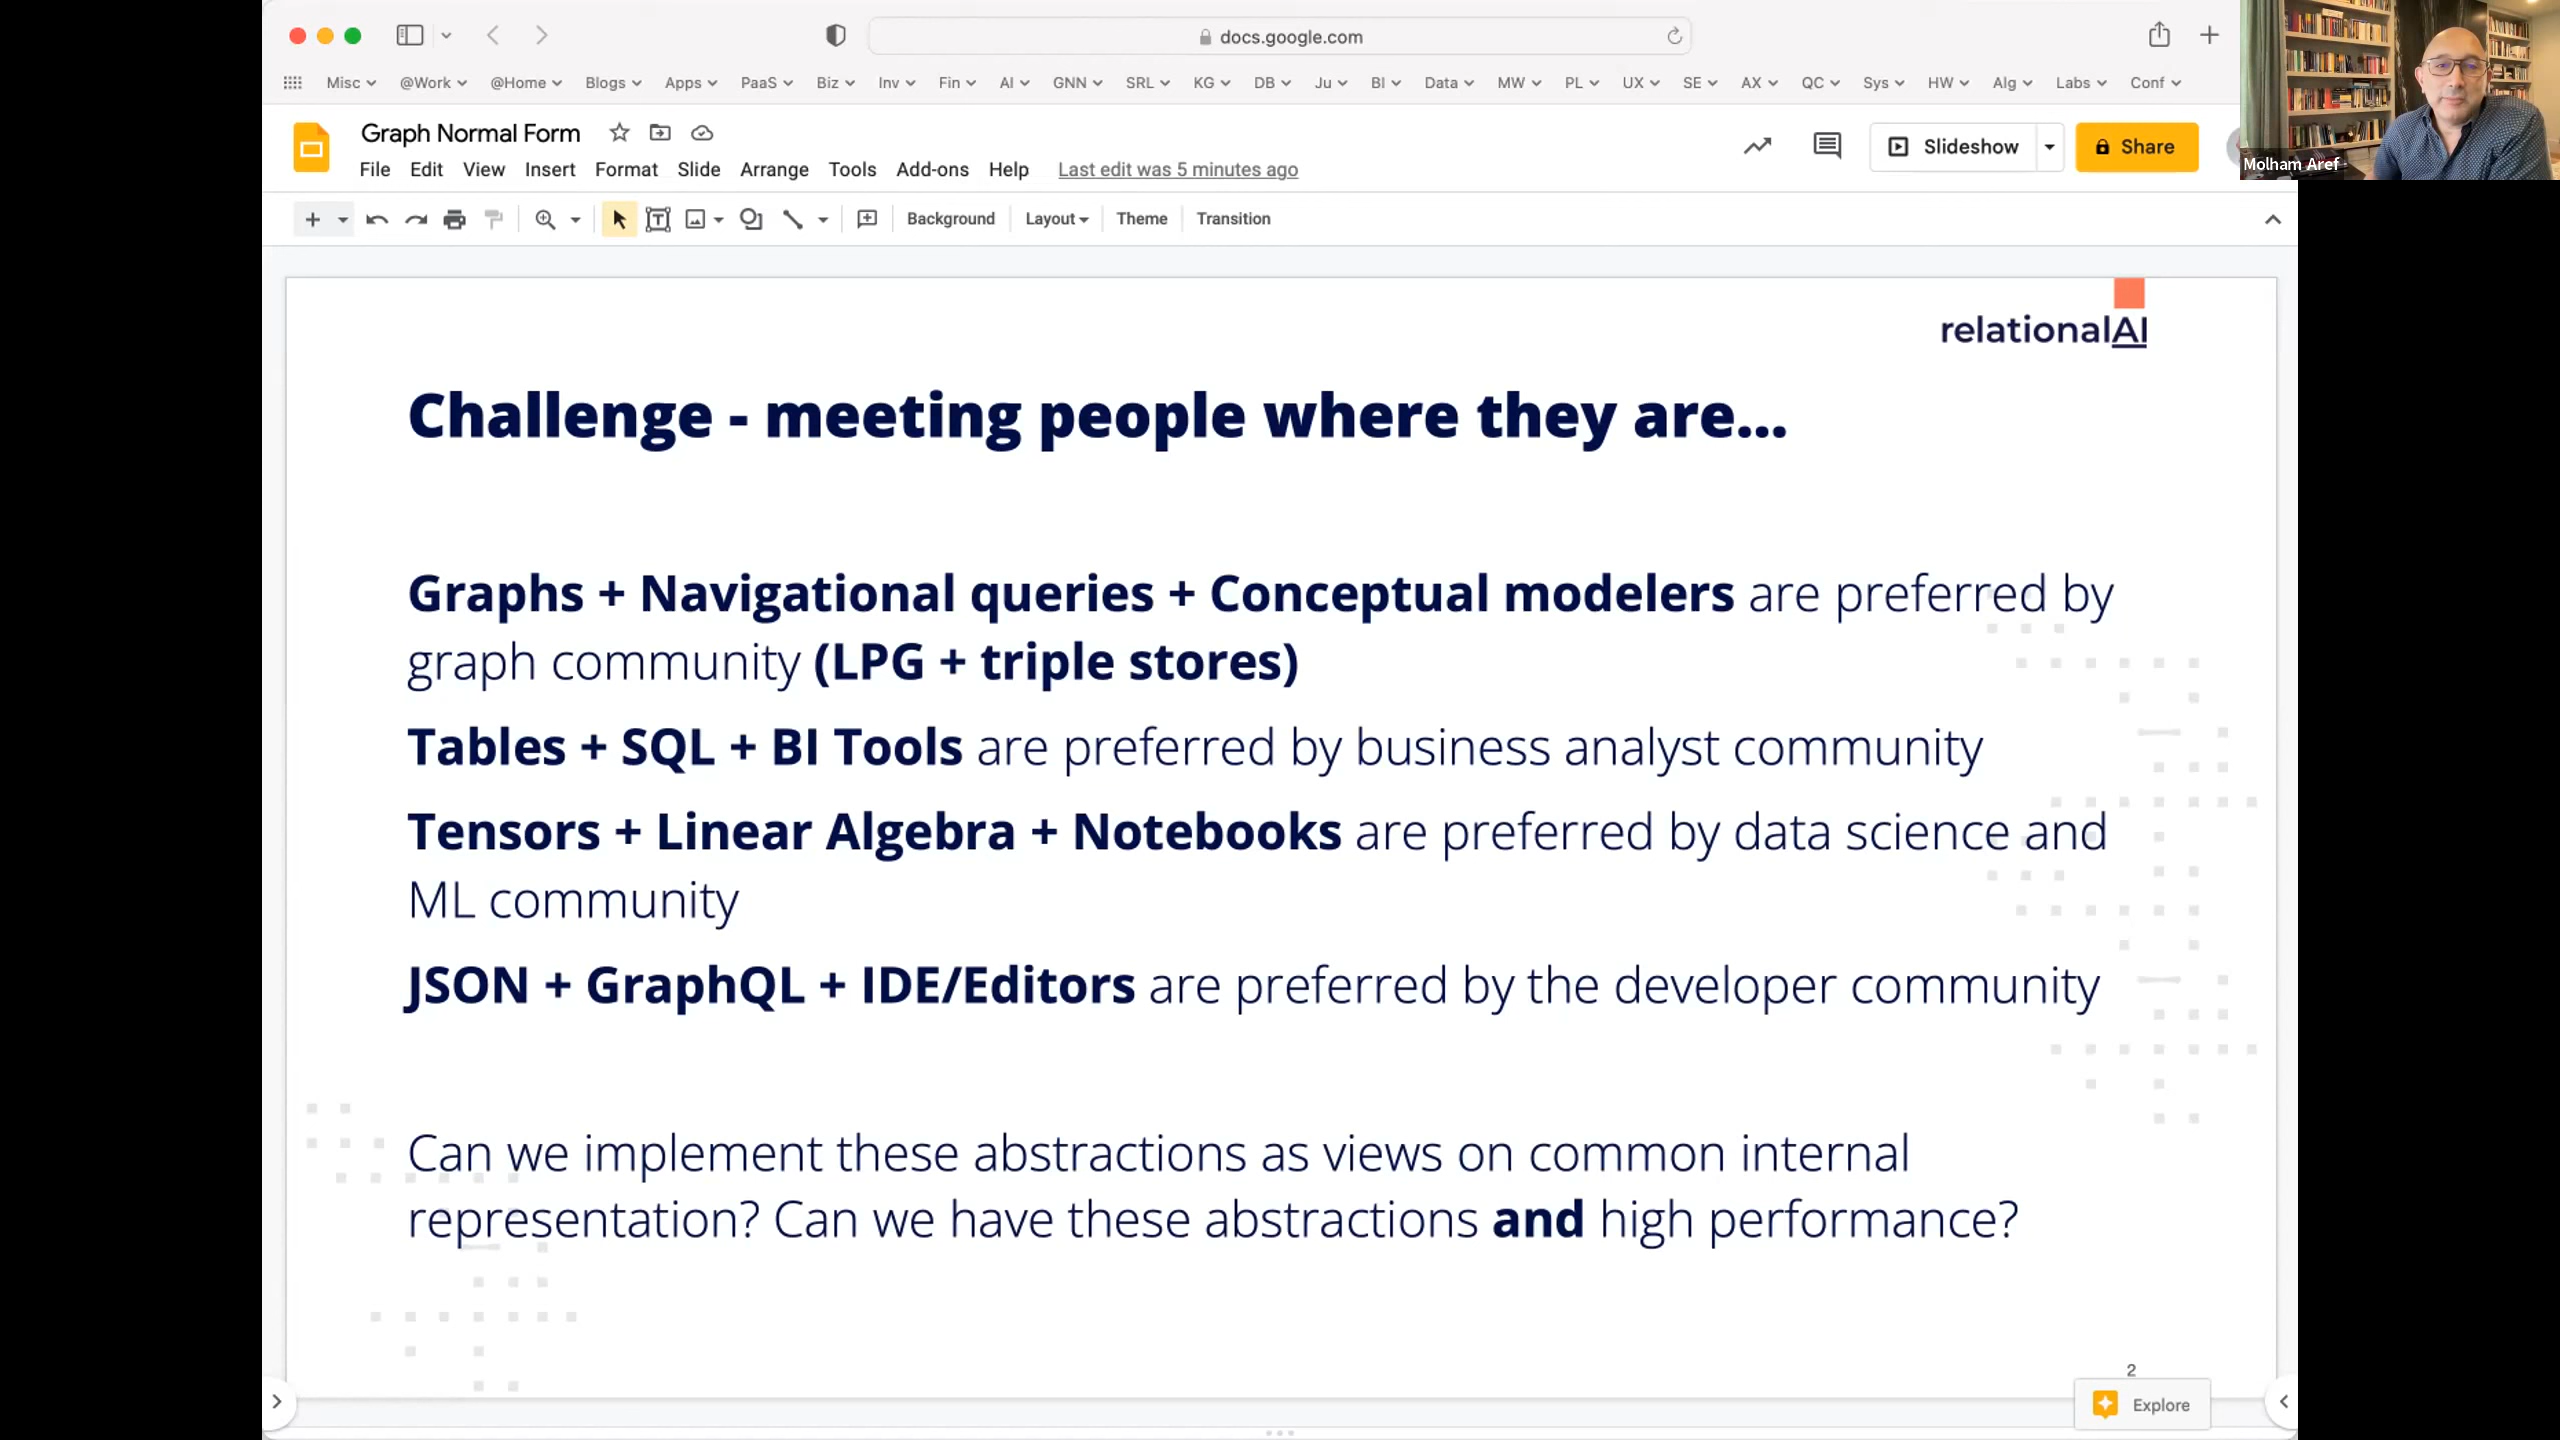 docs.google.com
Misc @Work @Home Blogs Apps PaaS Biz Inv Fin AI GNN SRL KG DB Ju BI Data MW PL UX SE AX QC Sys HW Alg Labs Conf
Molham Aref
Graph Normal Form
Slideshow Share
File Edit View Insert Format Slide Arrange Tools Add-ons Help Last edit was 5 minutes ago
Background Layout Theme Transition
relationalAI
Challenge - meeting people where they are...
Graphs + Navigational queries + Conceptual modelers are preferred by
graph community (LPG + triple stores)
Tables + SQL + BI Tools are preferred by business analyst community
Tensors + Linear Algebra + Notebooks are preferred by data science and
ML community
JSON + GraphQL + IDE/Editors are preferred by the developer community
Can we implement these abstractions as views on common internal
representation? Can we have these abstractions and high performance?
2
Explore